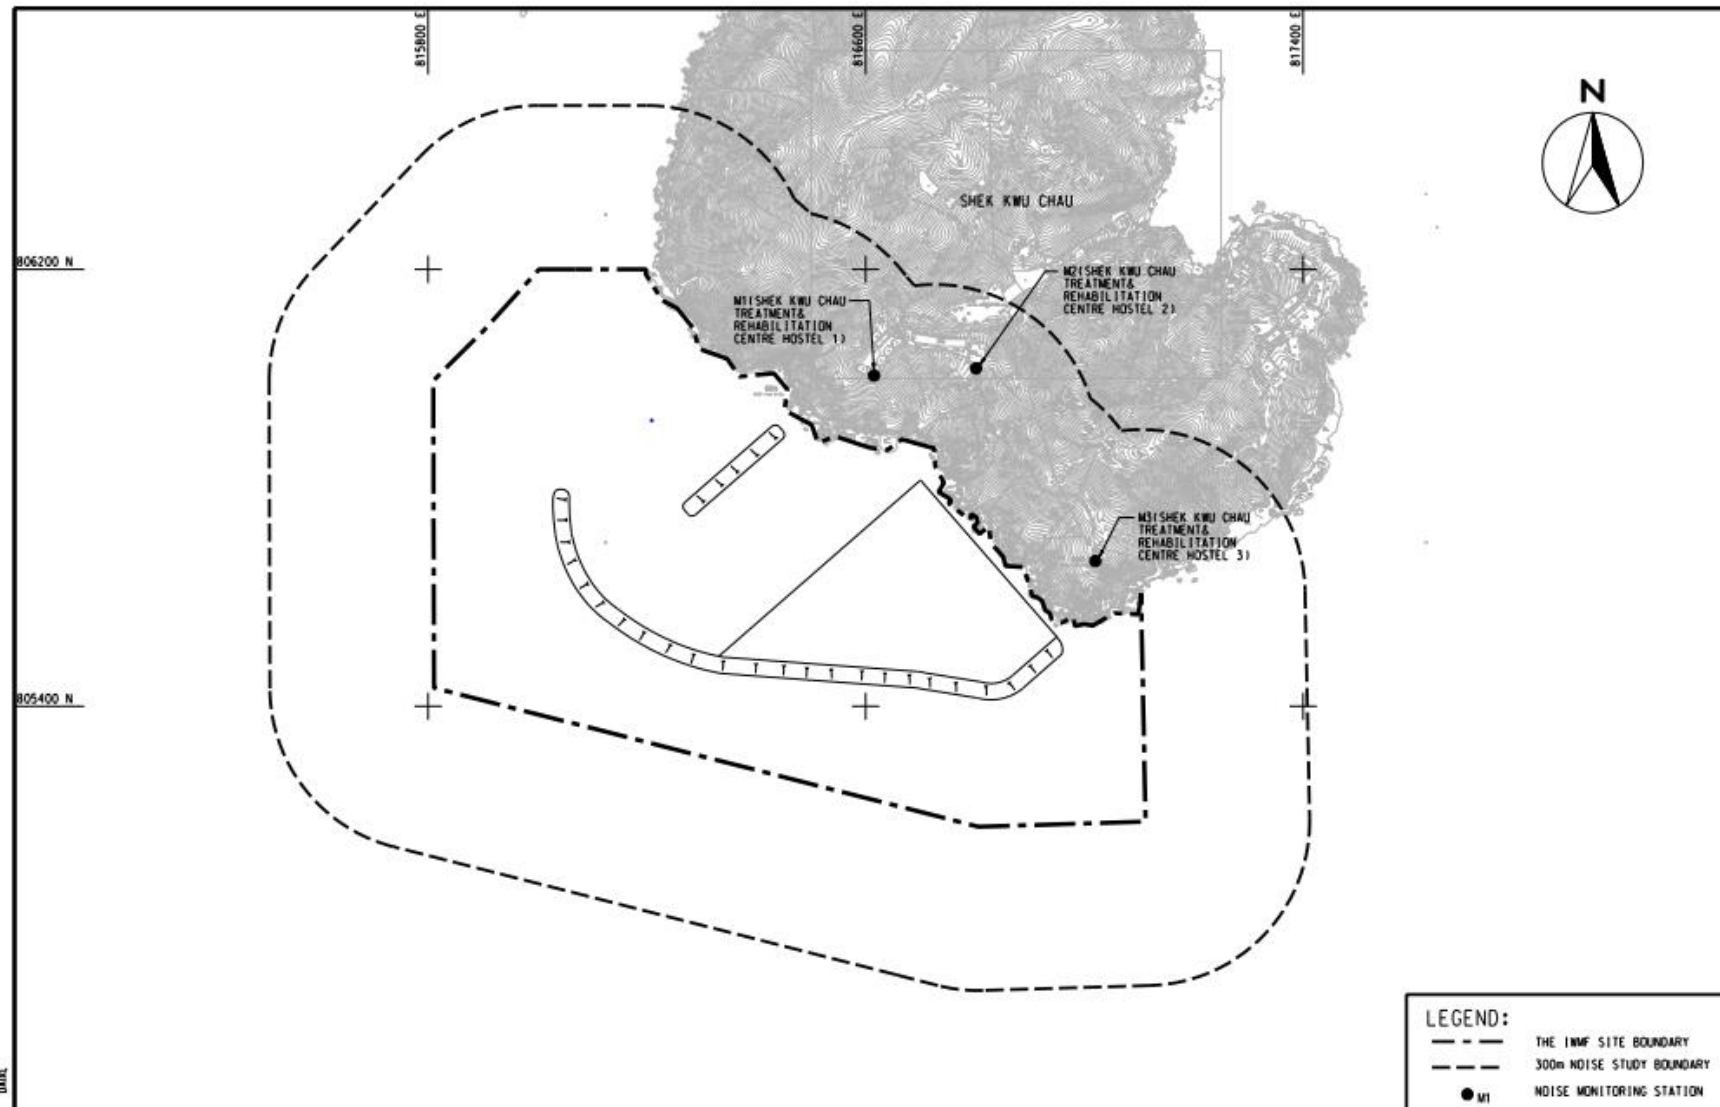 815800 E
816600 E
817400 E
N
SHEK KWU CHAU
806200 N
M1(SHEK KWU CHAU
TREATMENT&
REHABILITATION
CENTRE HOSTEL 1)
M2(SHEK KWU CHAU
TREATMENT&
REHABILITATION
CENTRE HOSTEL 2)
M3(SHEK KWU CHAU
TREATMENT&
REHABILITATION
CENTRE HOSTEL 3)
805400 N
LEGEND:
THE IWMF SITE BOUNDARY
300m NOISE STUDY BOUNDARY
M1 NOISE MONITORING STATION